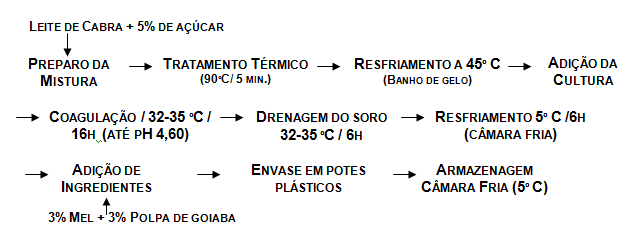 LEITE DE CABRA + 5% DE AÇÚCAR
PREPARO DA MISTURA
TRATAMENTO TÉRMICO (90°C/ 5 MIN.)
RESFRIAMENTO A 45º C (BANHO DE GELO)
ADIÇÃO DA CULTURA
COAGULAÇÃO / 32-35 ºC / 16H (ATÉ PH 4,60)
DRENAGEM DO SORO 32-35 ºC / 6H
RESFRIAMENTO 5º C /6H (CÂMARA FRIA)
ADIÇÃO DE INGREDIENTES
ENVASE EM POTES PLÁSTICOS
ARMAZENAGEM CÂMARA FRIA (5º C)
3% MEL + 3% POLPA DE GOIABA